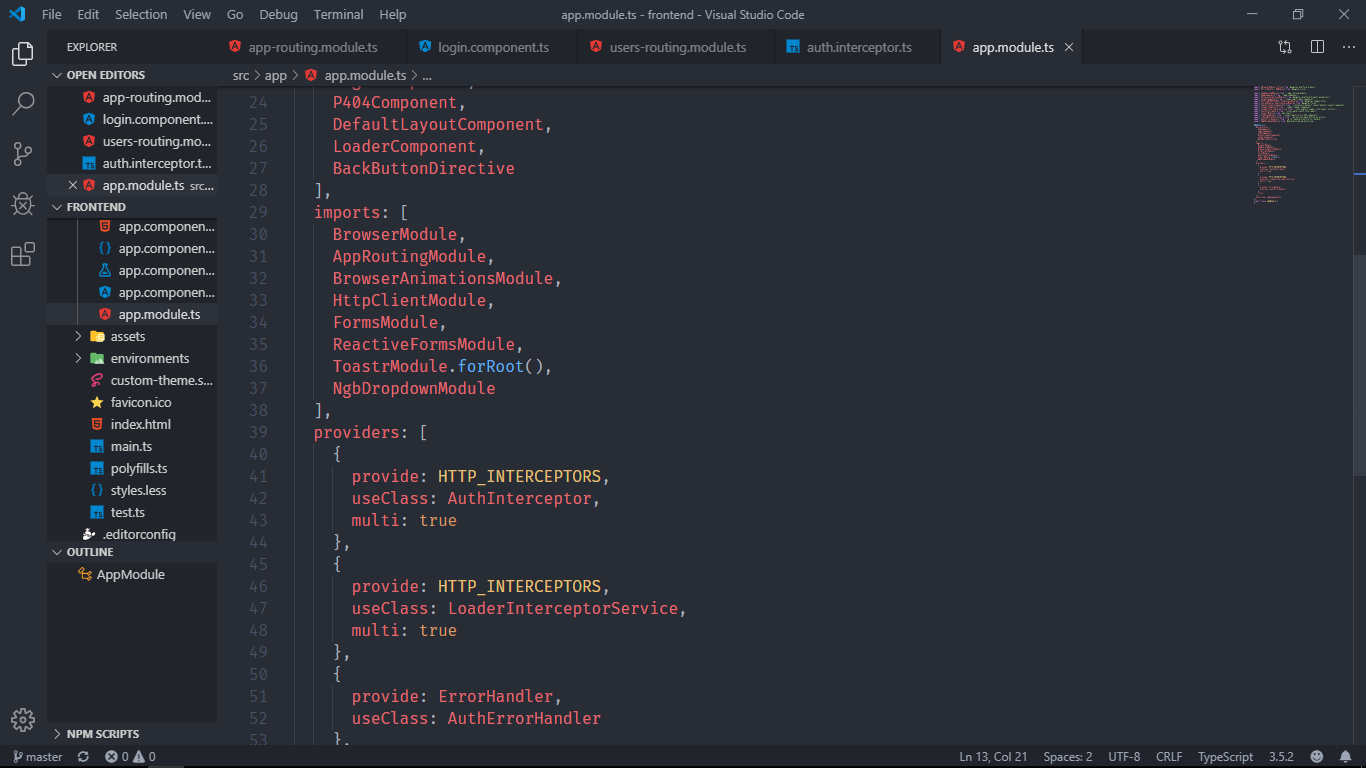 File Edit Selection View Go Debug Terminal Help
app.module.ts - frontend - Visual Studio Code
EXPLORER
app-routing.module.ts
login.component.ts
users-routing.module.ts
auth.interceptor.ts
app.module.ts
OPEN EDITORS
app-routing.mod...
login.component....
users-routing.mo...
auth.interceptor.t...
app.module.ts src...
FRONTEND
app.componen...
app.componen...
app.componen...
app.componen...
app.module.ts
assets
environments
custom-theme.s...
favicon.ico
index.html
main.ts
polyfills.ts
styles.less
test.ts
.editorconfig
OUTLINE
AppModule
NPM SCRIPTS
src > app > app.module.ts > ...
24 P404Component,
25 DefaultLayoutComponent,
26 LoaderComponent,
27 BackButtonDirective
28 ],
29 imports: [
30 BrowserModule,
31 AppRoutingModule,
32 BrowserAnimationsModule,
33 HttpClientModule,
34 FormsModule,
35 ReactiveFormsModule,
36 ToastrModule.forRoot(),
37 NgbDropdownModule
38 ],
39 providers: [
40 {
41 provide: HTTP_INTERCEPTORS,
42 useClass: AuthInterceptor,
43 multi: true
44 },
45 {
46 provide: HTTP_INTERCEPTORS,
47 useClass: LoaderInterceptorService,
48 multi: true
49 },
50 {
51 provide: ErrorHandler,
52 useClass: AuthErrorHandler
53 },
master 0 0
Ln 13, Col 21 Spaces: 2 UTF-8 CRLF TypeScript 3.5.2